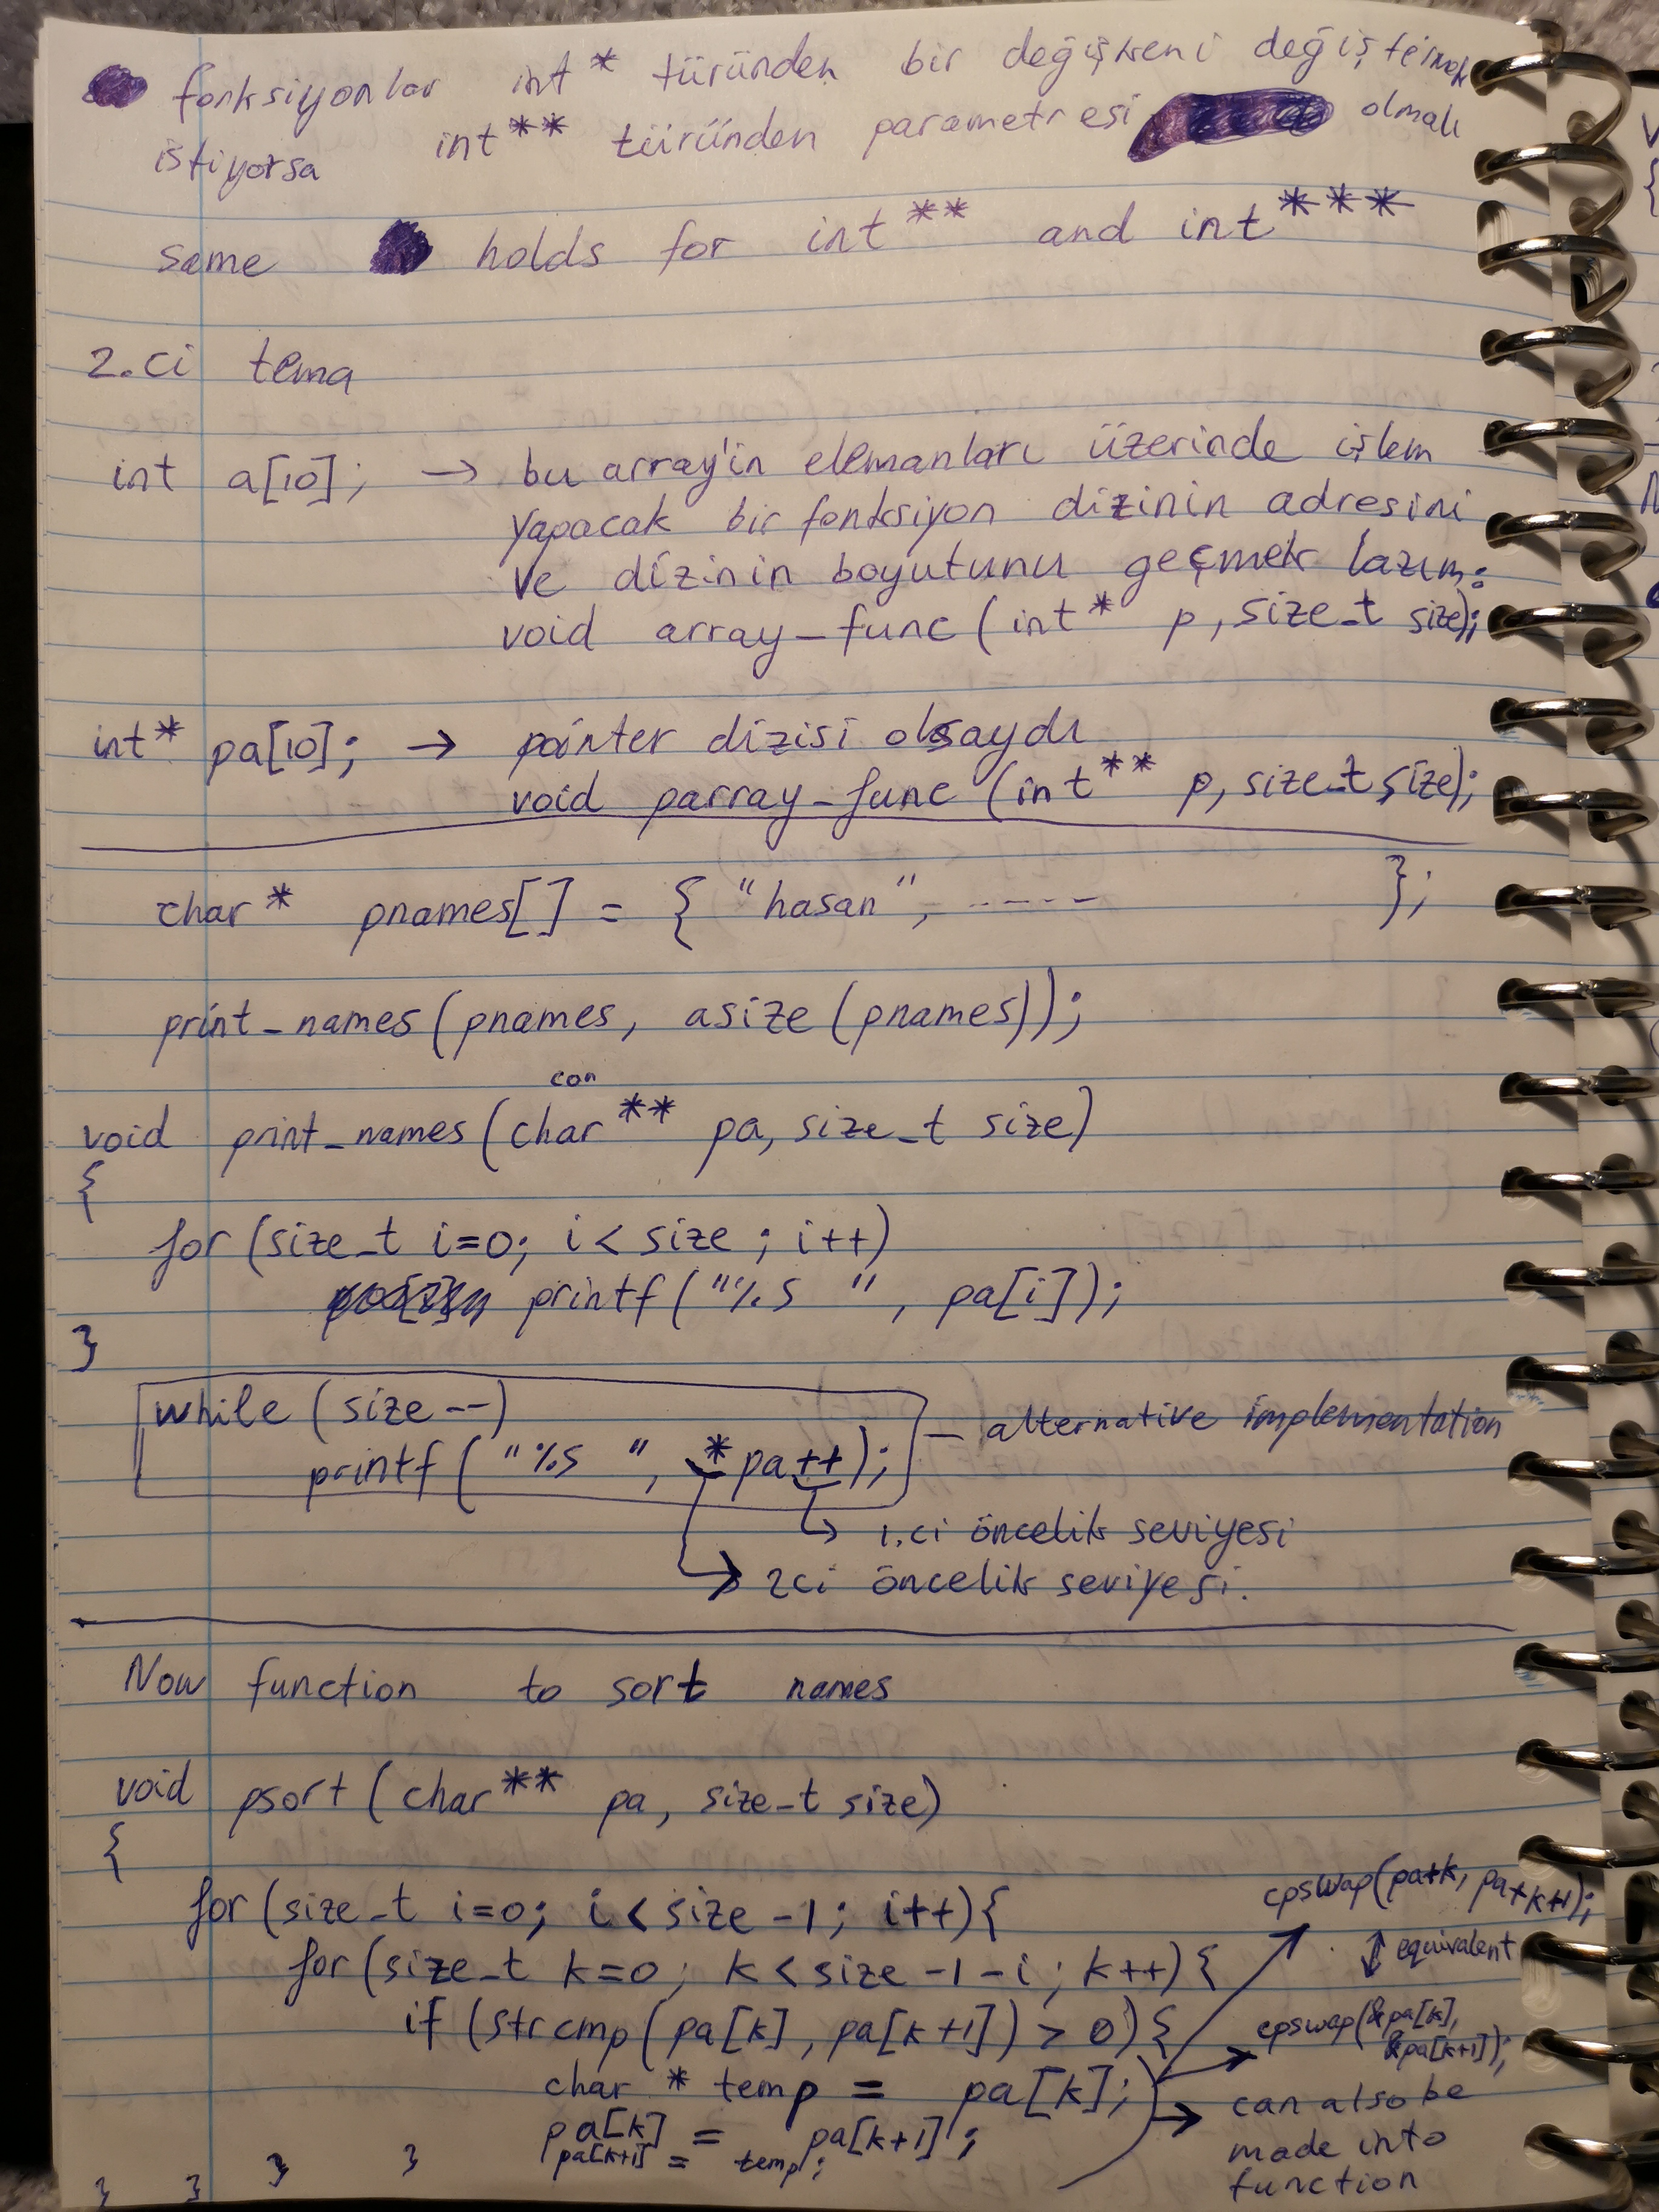 fonksiyonlar int* türünden bir değişkeni değiştirmek
istiyorsa int** türünden parametresi olmalı
same holds for int** and int***
2.ci tema
int a[10]; → bu array'in elemanları üzerinde işlem
yapacak bir fonksiyon dizinin adresini
ve dizinin boyutunu geçmek lazım:
void array_func(int* p, size_t size);
int* pa[10]; → pointer dizisi olsaydı
void parray_func(int** p, size_t size);
char* pnames[] = { "hasan", ----- };
print_names(pnames, asize(pnames));
con
void print_names(char** pa, size_t size)
{
for(size_t i=0; i<size; i++)
printf("%s ", pa[i]);
}
while(size--) — alternative implementation
printf("%s ", *pa++);
↳ 1.ci öncelik seviyesi
→ 2ci öncelik seviyesi.
Now function to sort names
void psort(char** pa, size_t size)
{
for(size_t i=0; i<size-1; i++){
for(size_t k=0; k<size-1-i; k++){
if(strcmp(pa[k], pa[k+1]) > 0){
char * temp = pa[k];
pa[k] = pa[k+1];
pa[k+1] = temp;
} } } }
cpswap(pa+k, pa+k+1);
↕ equivalent
cpswap(&pa[k],
&pa[k+1]);
→ can also be
made into
function